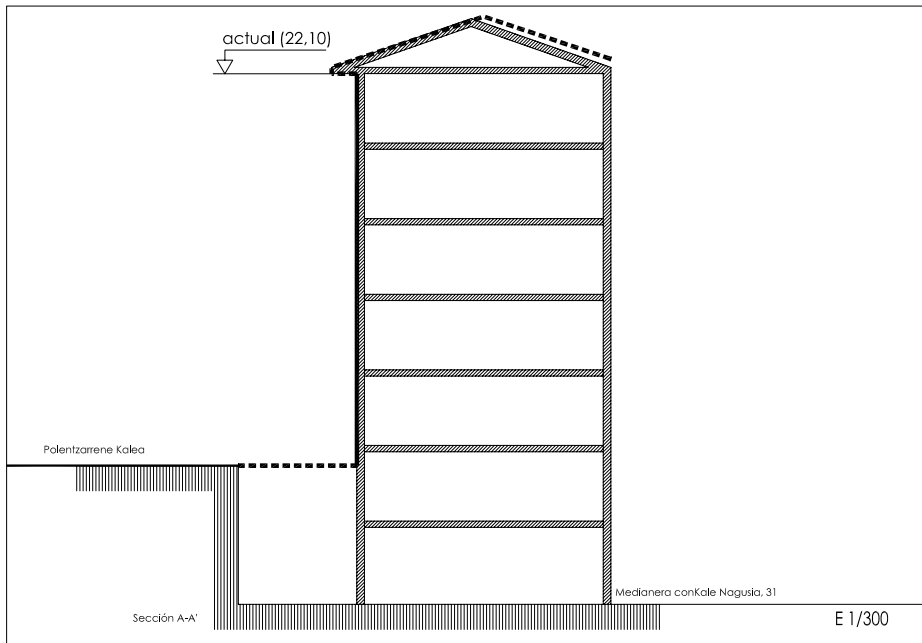 actual (22,10)
Polentzarrene Kalea
Medianera conKale Nagusia, 31
Sección A-A'
E 1/300